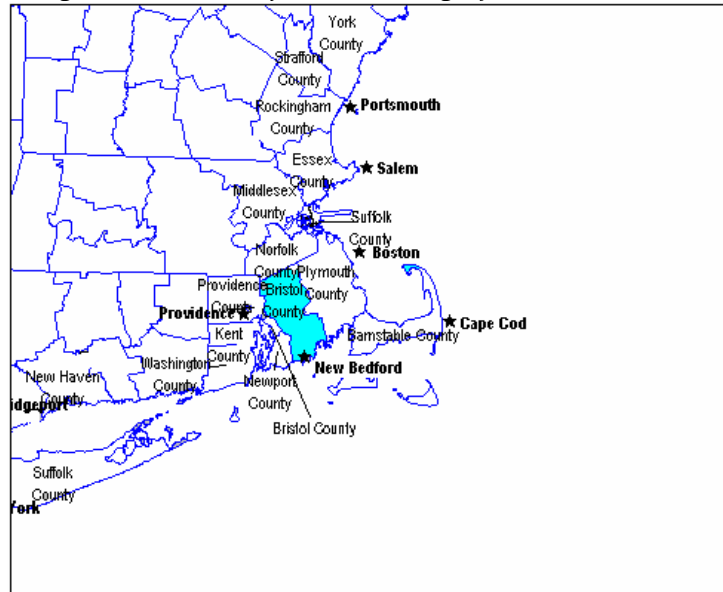 York
County
Strafford
County
Rockingham
County
Portsmouth
Essex
County
Salem
Middlesex
County
Suffolk
County
Boston
Norfolk
County
Plymouth
County
Providence
County
Bristol
County
Providence
Cape Cod
Barnstable County
Kent
County
New Bedford
Washington
County
Newport
County
New Haven
County
idgeport
Bristol County
Suffolk
County
York